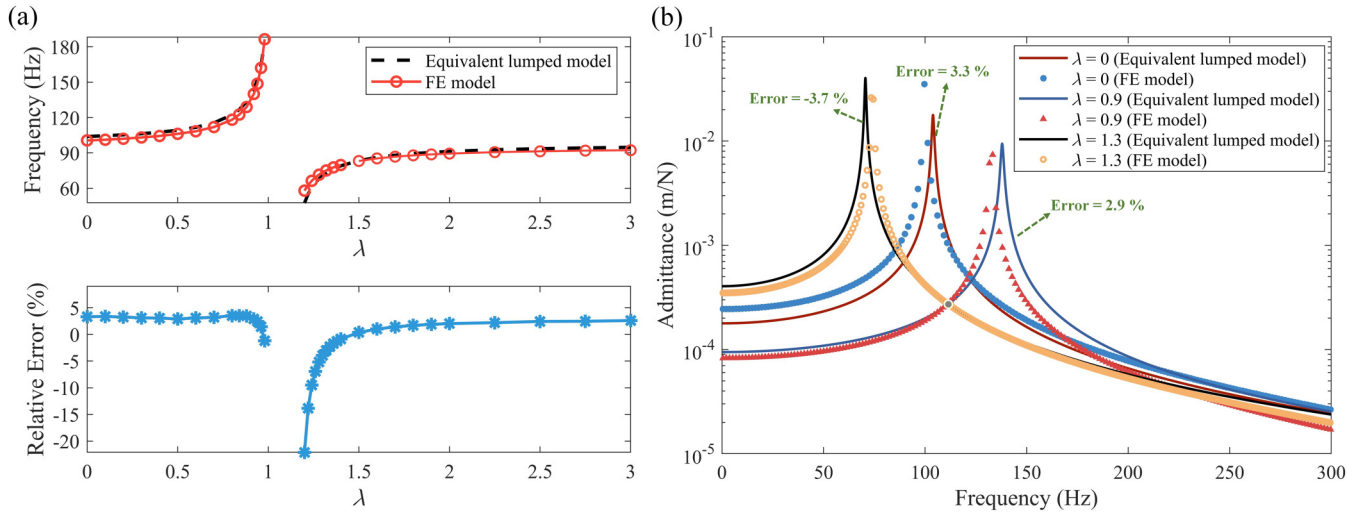 (a)
180
150
120
90
60
Frequency (Hz)
Equivalent lumped model
FE model
0 0.5 1 1.5 2 2.5 3
λ
5
0
-5
-10
-15
-20
Relative Error (%)
0 0.5 1 1.5 2 2.5 3
λ
(b)
10⁻¹
10⁻²
10⁻³
10⁻⁴
10⁻⁵
Admittance (m/N)
Error = -3.7 %
Error = 3.3 %
Error = 2.9 %
λ = 0 (Equivalent lumped model)
λ = 0 (FE model)
λ = 0.9 (Equivalent lumped model)
λ = 0.9 (FE model)
λ = 1.3 (Equivalent lumped model)
λ = 1.3 (FE model)
0 50 100 150 200 250 300
Frequency (Hz)